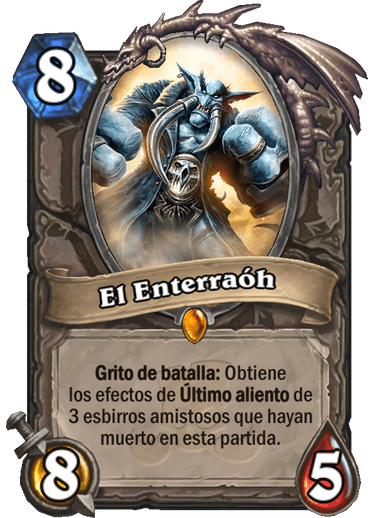 8
El Enterraóh
Grito de batalla: Obtiene
los efectos de Último aliento de
3 esbirros amistosos que hayan
muerto en esta partida.
8
5